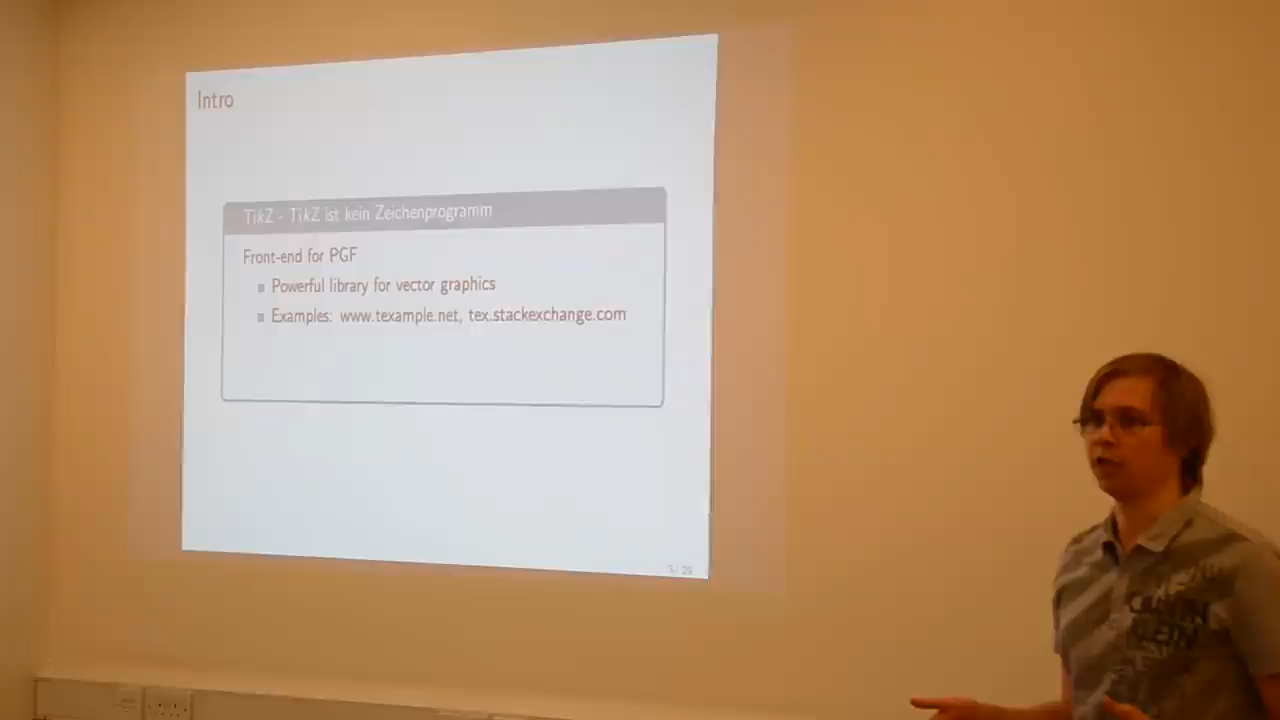 Intro
TikZ - TikZ ist kein Zeichenprogramm
Front-end for PGF
Powerful library for vector graphics
Examples: www.texample.net, tex.stackexchange.com
KLEIN